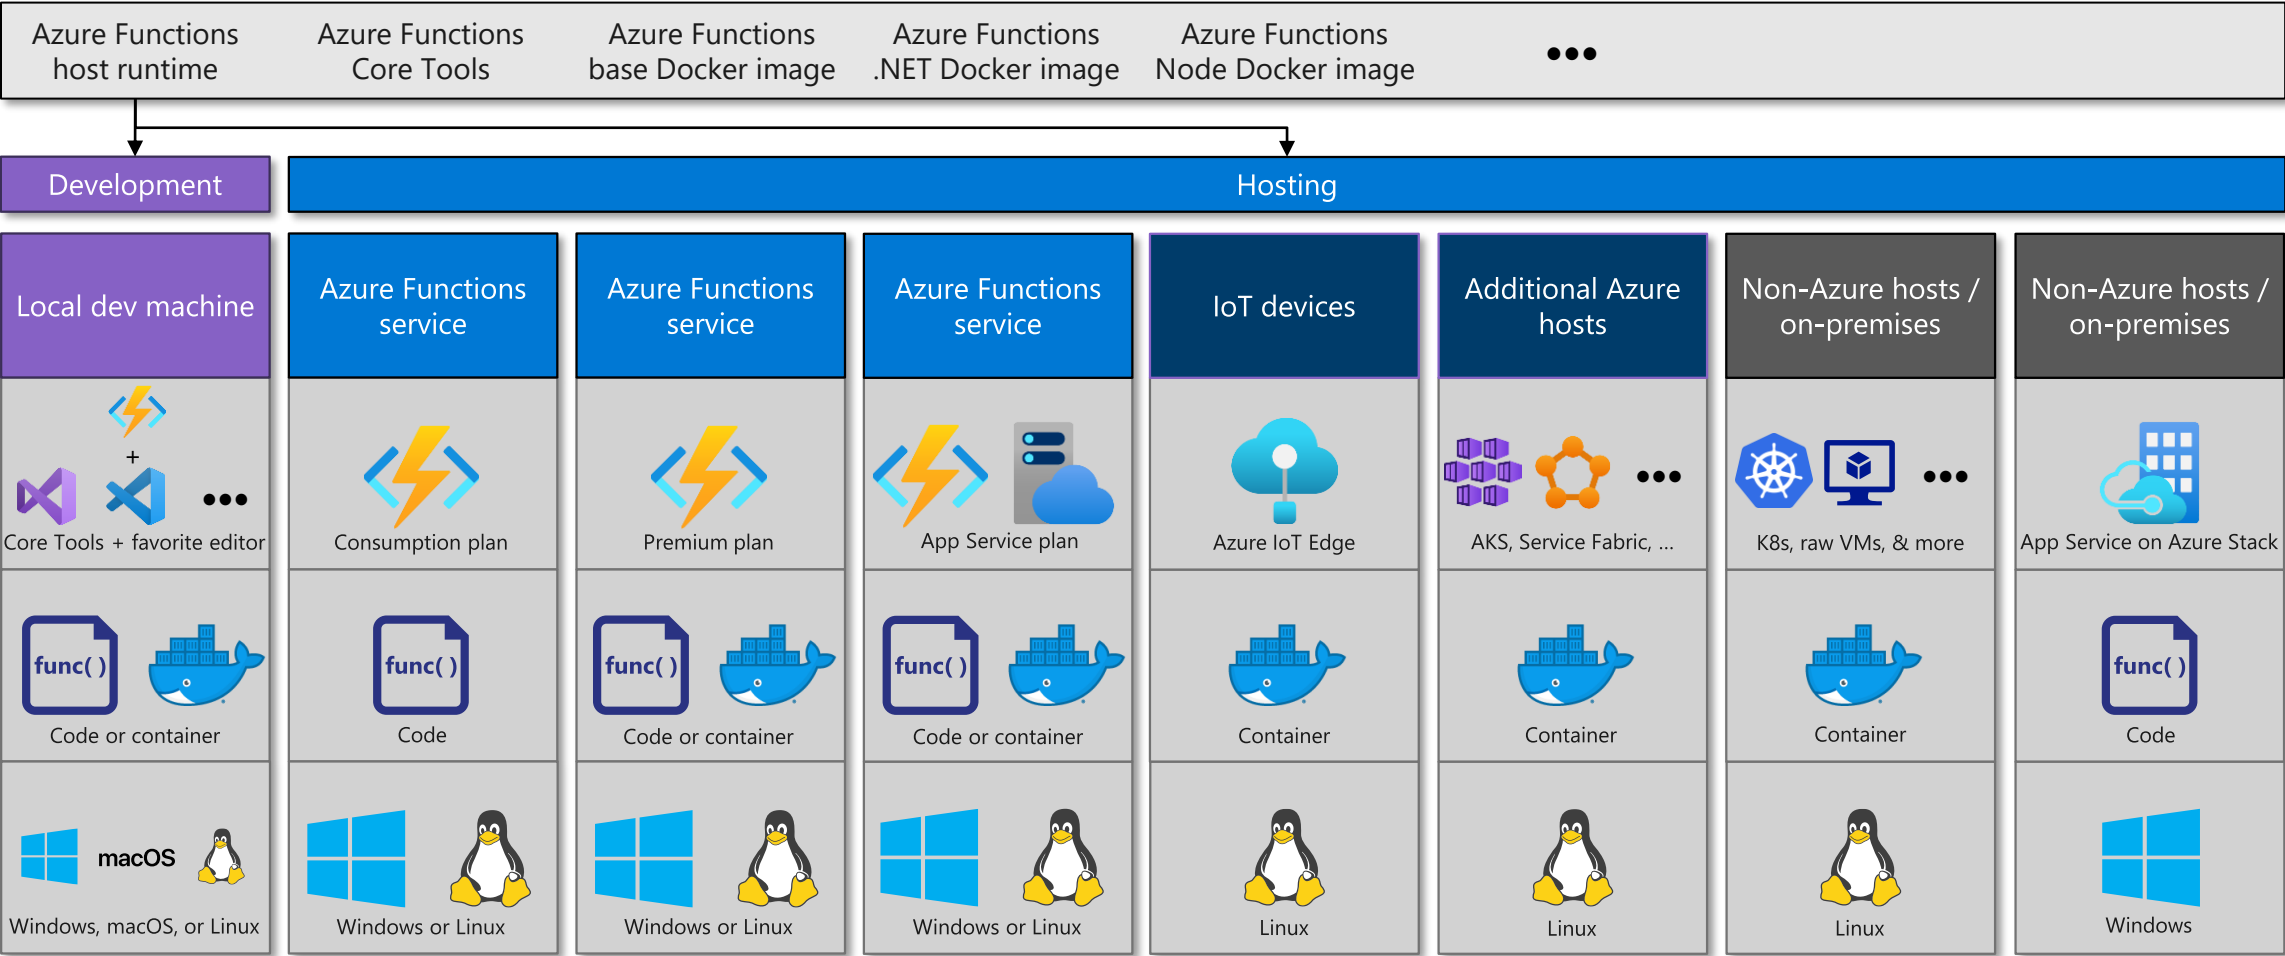 Azure Functions
host runtime
Azure Functions
Core Tools
Azure Functions
base Docker image
Azure Functions
.NET Docker image
Azure Functions
Node Docker image
•••
Development
Hosting
Local dev machine
Azure Functions
service
Azure Functions
service
Azure Functions
service
IoT devices
Additional Azure
hosts
Non-Azure hosts /
on-premises
Non-Azure hosts /
on-premises
+
•••
Core Tools + favorite editor
Consumption plan
Premium plan
App Service plan
Azure IoT Edge
•••
AKS, Service Fabric, ...
•••
K8s, raw VMs, & more
App Service on Azure Stack
func( )
Code or container
func( )
Code
func( )
Code or container
func( )
Code or container
Container
Container
Container
func( )
Code
macOS
Windows, macOS, or Linux
Windows or Linux
Windows or Linux
Windows or Linux
Linux
Linux
Linux
Windows